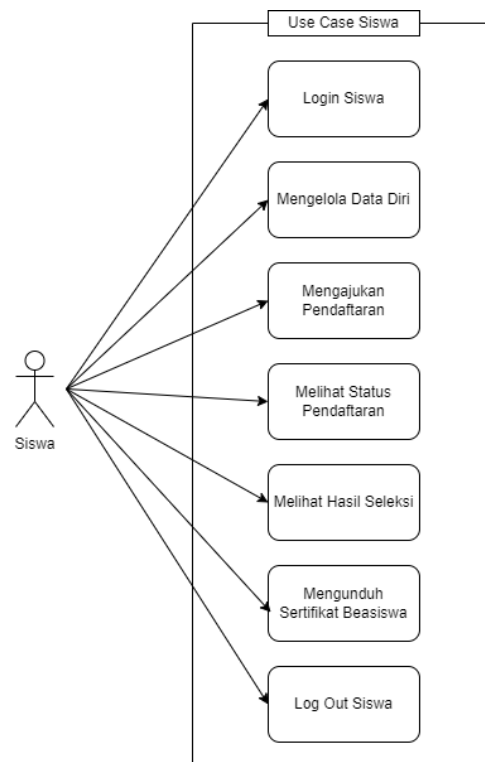 Use Case Siswa
Login Siswa
Mengelola Data Diri
Mengajukan
Pendaftaran
Melihat Status
Pendaftaran
Siswa
Melihat Hasil Seleksi
Mengunduh
Sertifikat Beasiswa
Log Out Siswa